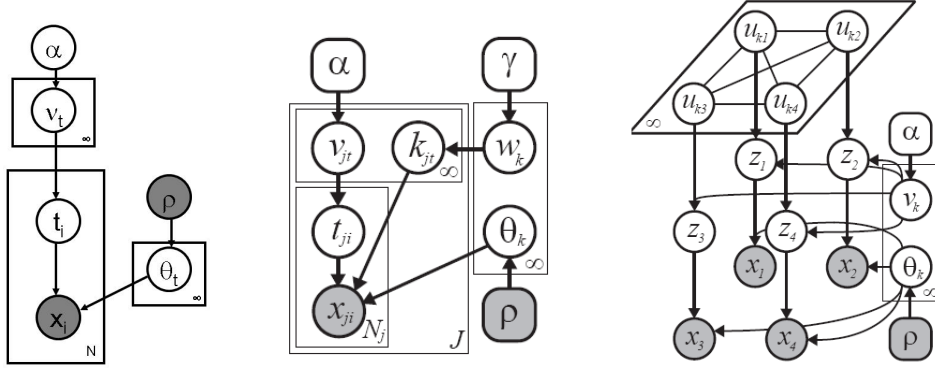 α
ν_t
∞
t_i
ρ
θ_t
∞
x_i
N
α
γ
v_jt
k_jt
∞
w_k
t_ji
θ_k
∞
x_ji
N_j
J
ρ
u_k1
u_k2
u_k3
u_k4
∞
z_1
z_2
α
v_k
z_3
z_4
x_1
x_2
θ_k
∞
x_3
x_4
ρ